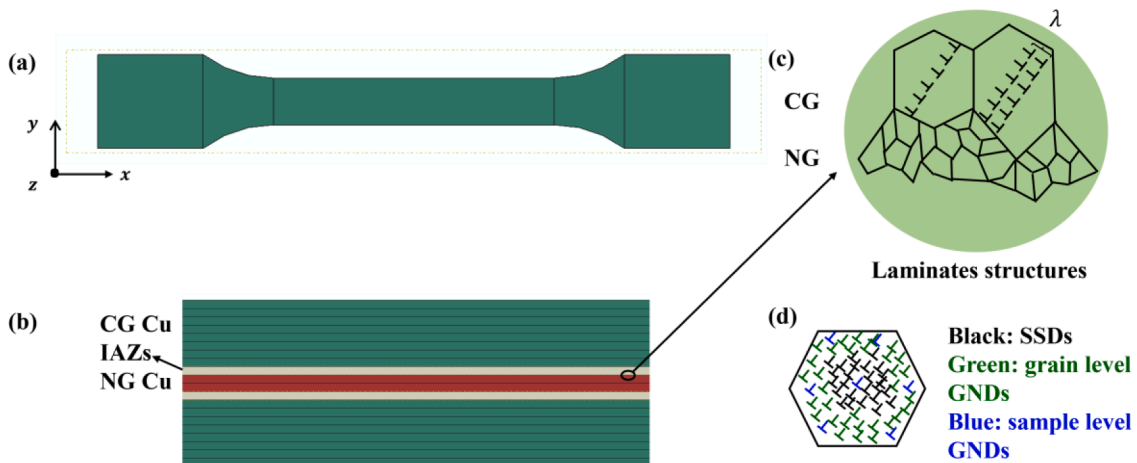 (a)
y
z
x
(c)
λ
CG
NG
Laminates structures
(b)
CG Cu
IAZs
NG Cu
(d)
Black: SSDs
Green: grain level
GNDs
Blue: sample level
GNDs